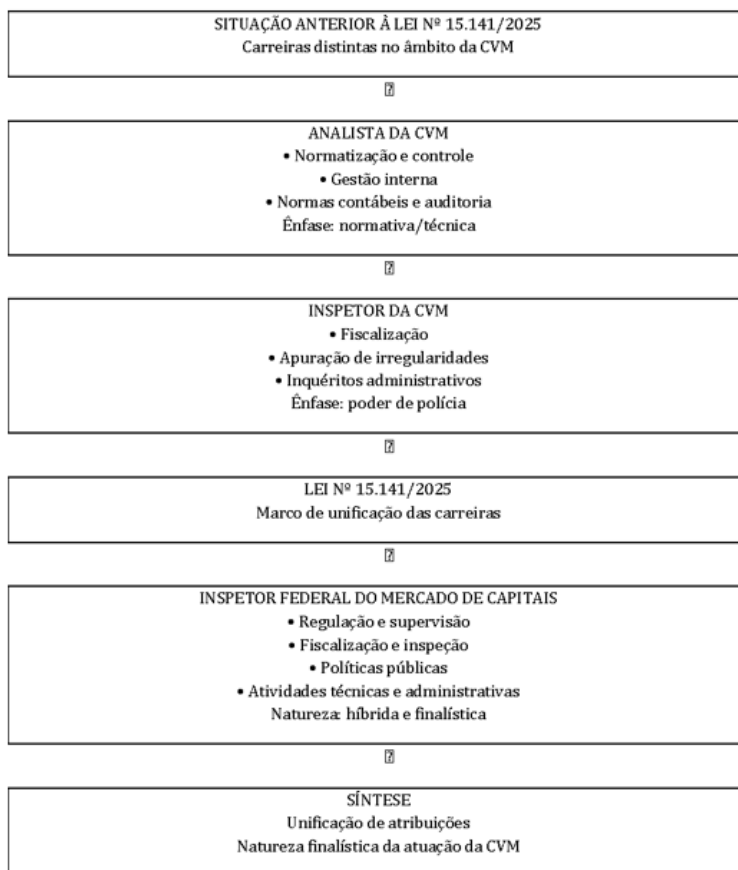 SITUAÇÃO ANTERIOR À LEI Nº 15.141/2025
Carreiras distintas no âmbito da CVM
ANALISTA DA CVM
• Normatização e controle
• Gestão interna
• Normas contábeis e auditoria
Ênfase: normativa/técnica
INSPETOR DA CVM
• Fiscalização
• Apuração de irregularidades
• Inquéritos administrativos
Ênfase: poder de polícia
LEI Nº 15.141/2025
Marco de unificação das carreiras
INSPETOR FEDERAL DO MERCADO DE CAPITAIS
• Regulação e supervisão
• Fiscalização e inspeção
• Políticas públicas
• Atividades técnicas e administrativas
Natureza: híbrida e finalística
SÍNTESE
Unificação de atribuições
Natureza finalística da atuação da CVM